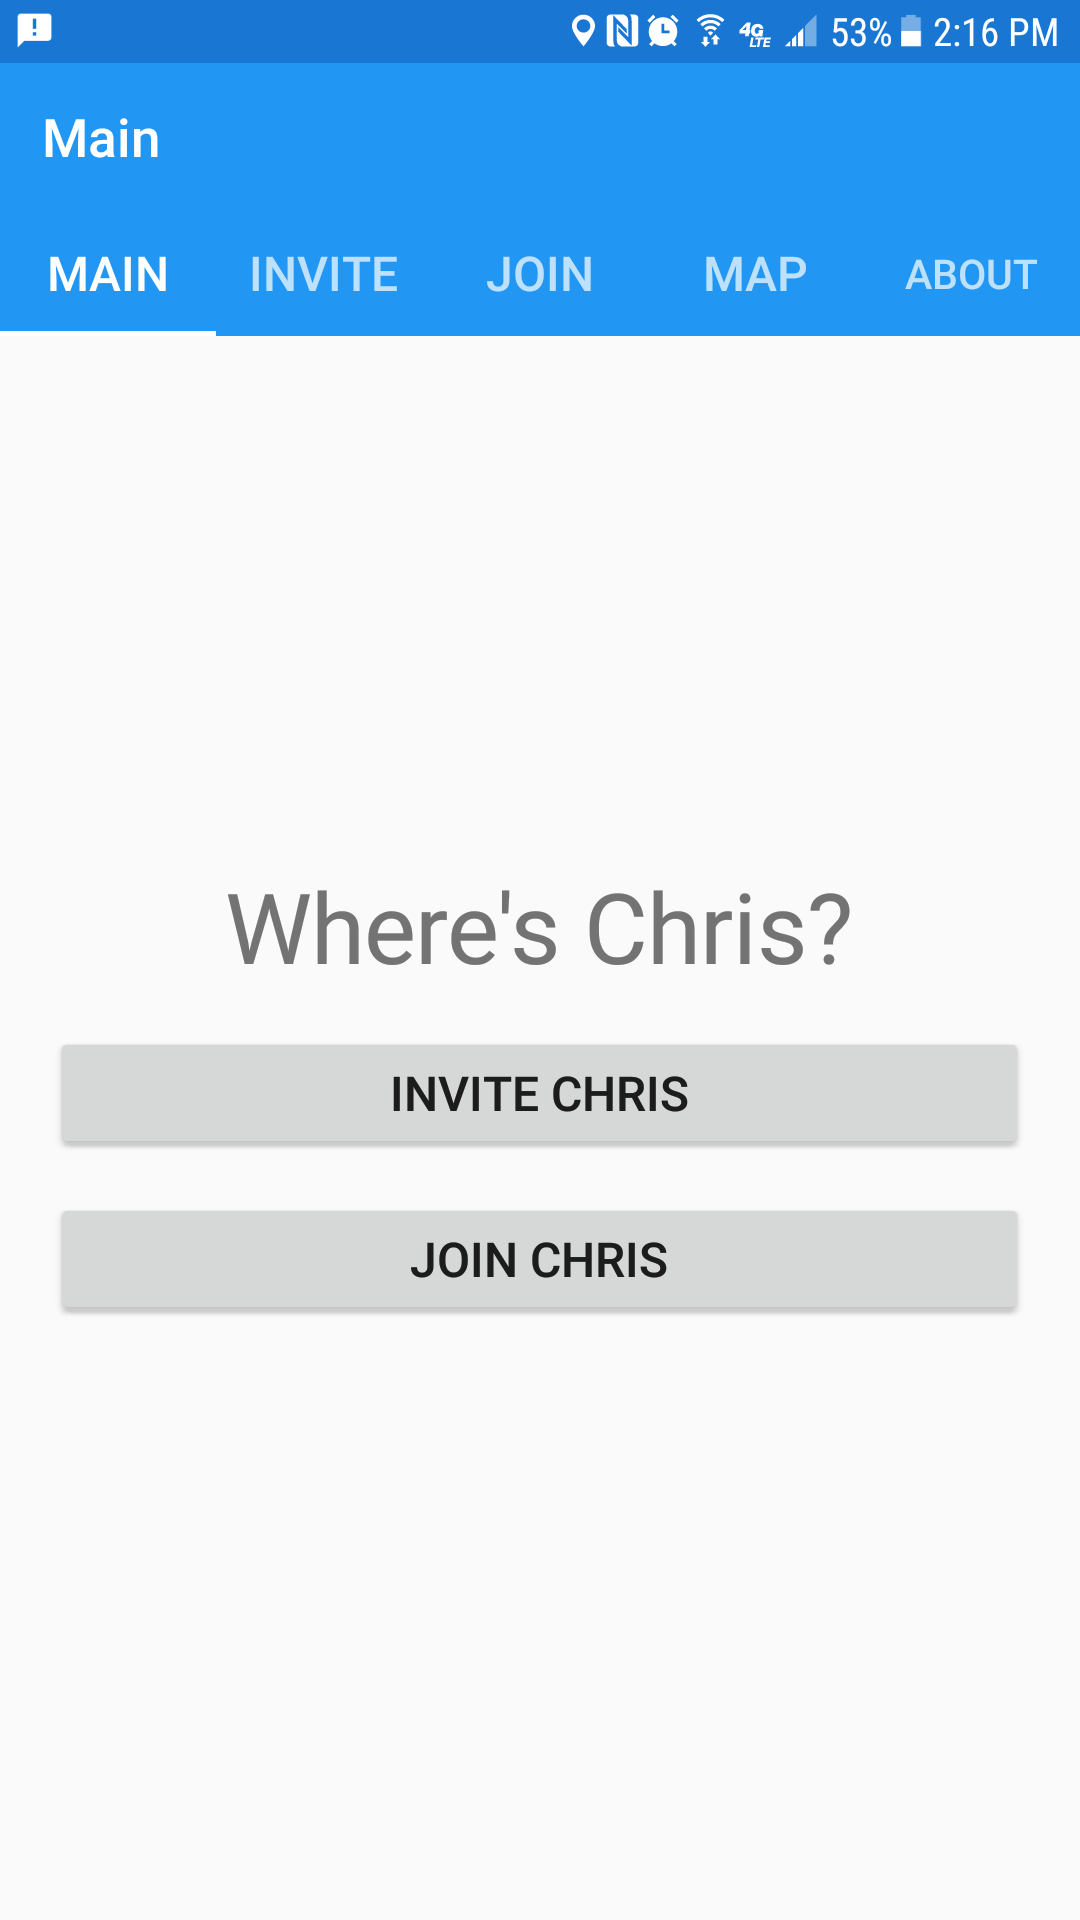 4G LTE 53% 2:16 PM
Main
MAIN INVITE JOIN MAP ABOUT
Where's Chris?
INVITE CHRIS
JOIN CHRIS